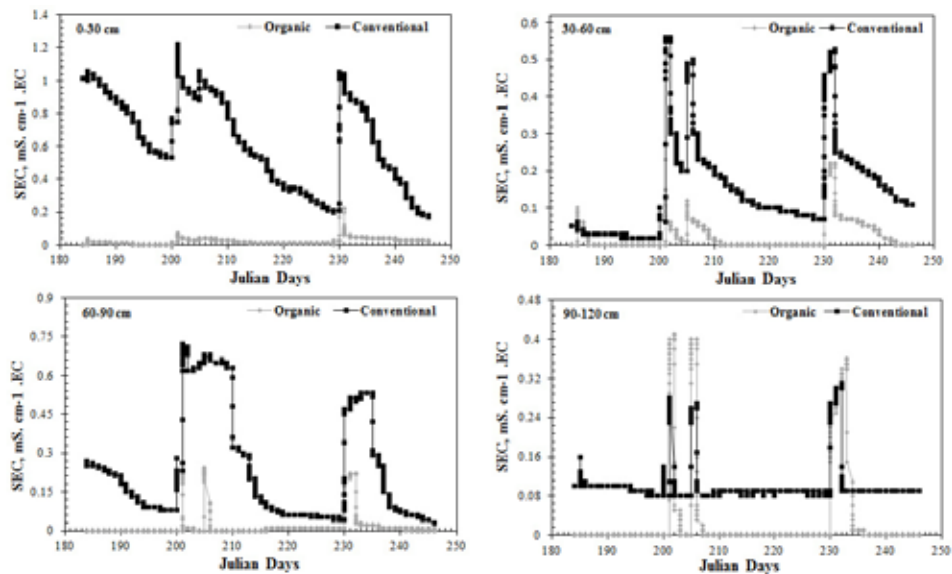 0-30 cm
Organic
Conventional
SEC, mS. cm-1 .EC
1.4
1.2
1
0.8
0.6
0.4
0.2
0
180 190 200 210 220 230 240 250
Julian Days
30-60 cm
Organic
Conventional
SEC, mS. cm-1 .EC
0.6
0.5
0.4
0.3
0.2
0.1
0
180 190 200 210 220 230 240 250
Julian Days
60-90 cm
Organic
Conventional
SEC, mS. cm-1 .EC
0.9
0.75
0.6
0.45
0.3
0.15
0
180 190 200 210 220 230 240 250
Julian Days
90-120 cm
Organic
Conventional
SEC, mS. cm-1 .EC
0.48
0.4
0.32
0.24
0.16
0.08
0
180 190 200 210 220 230 240 250
Julian Days